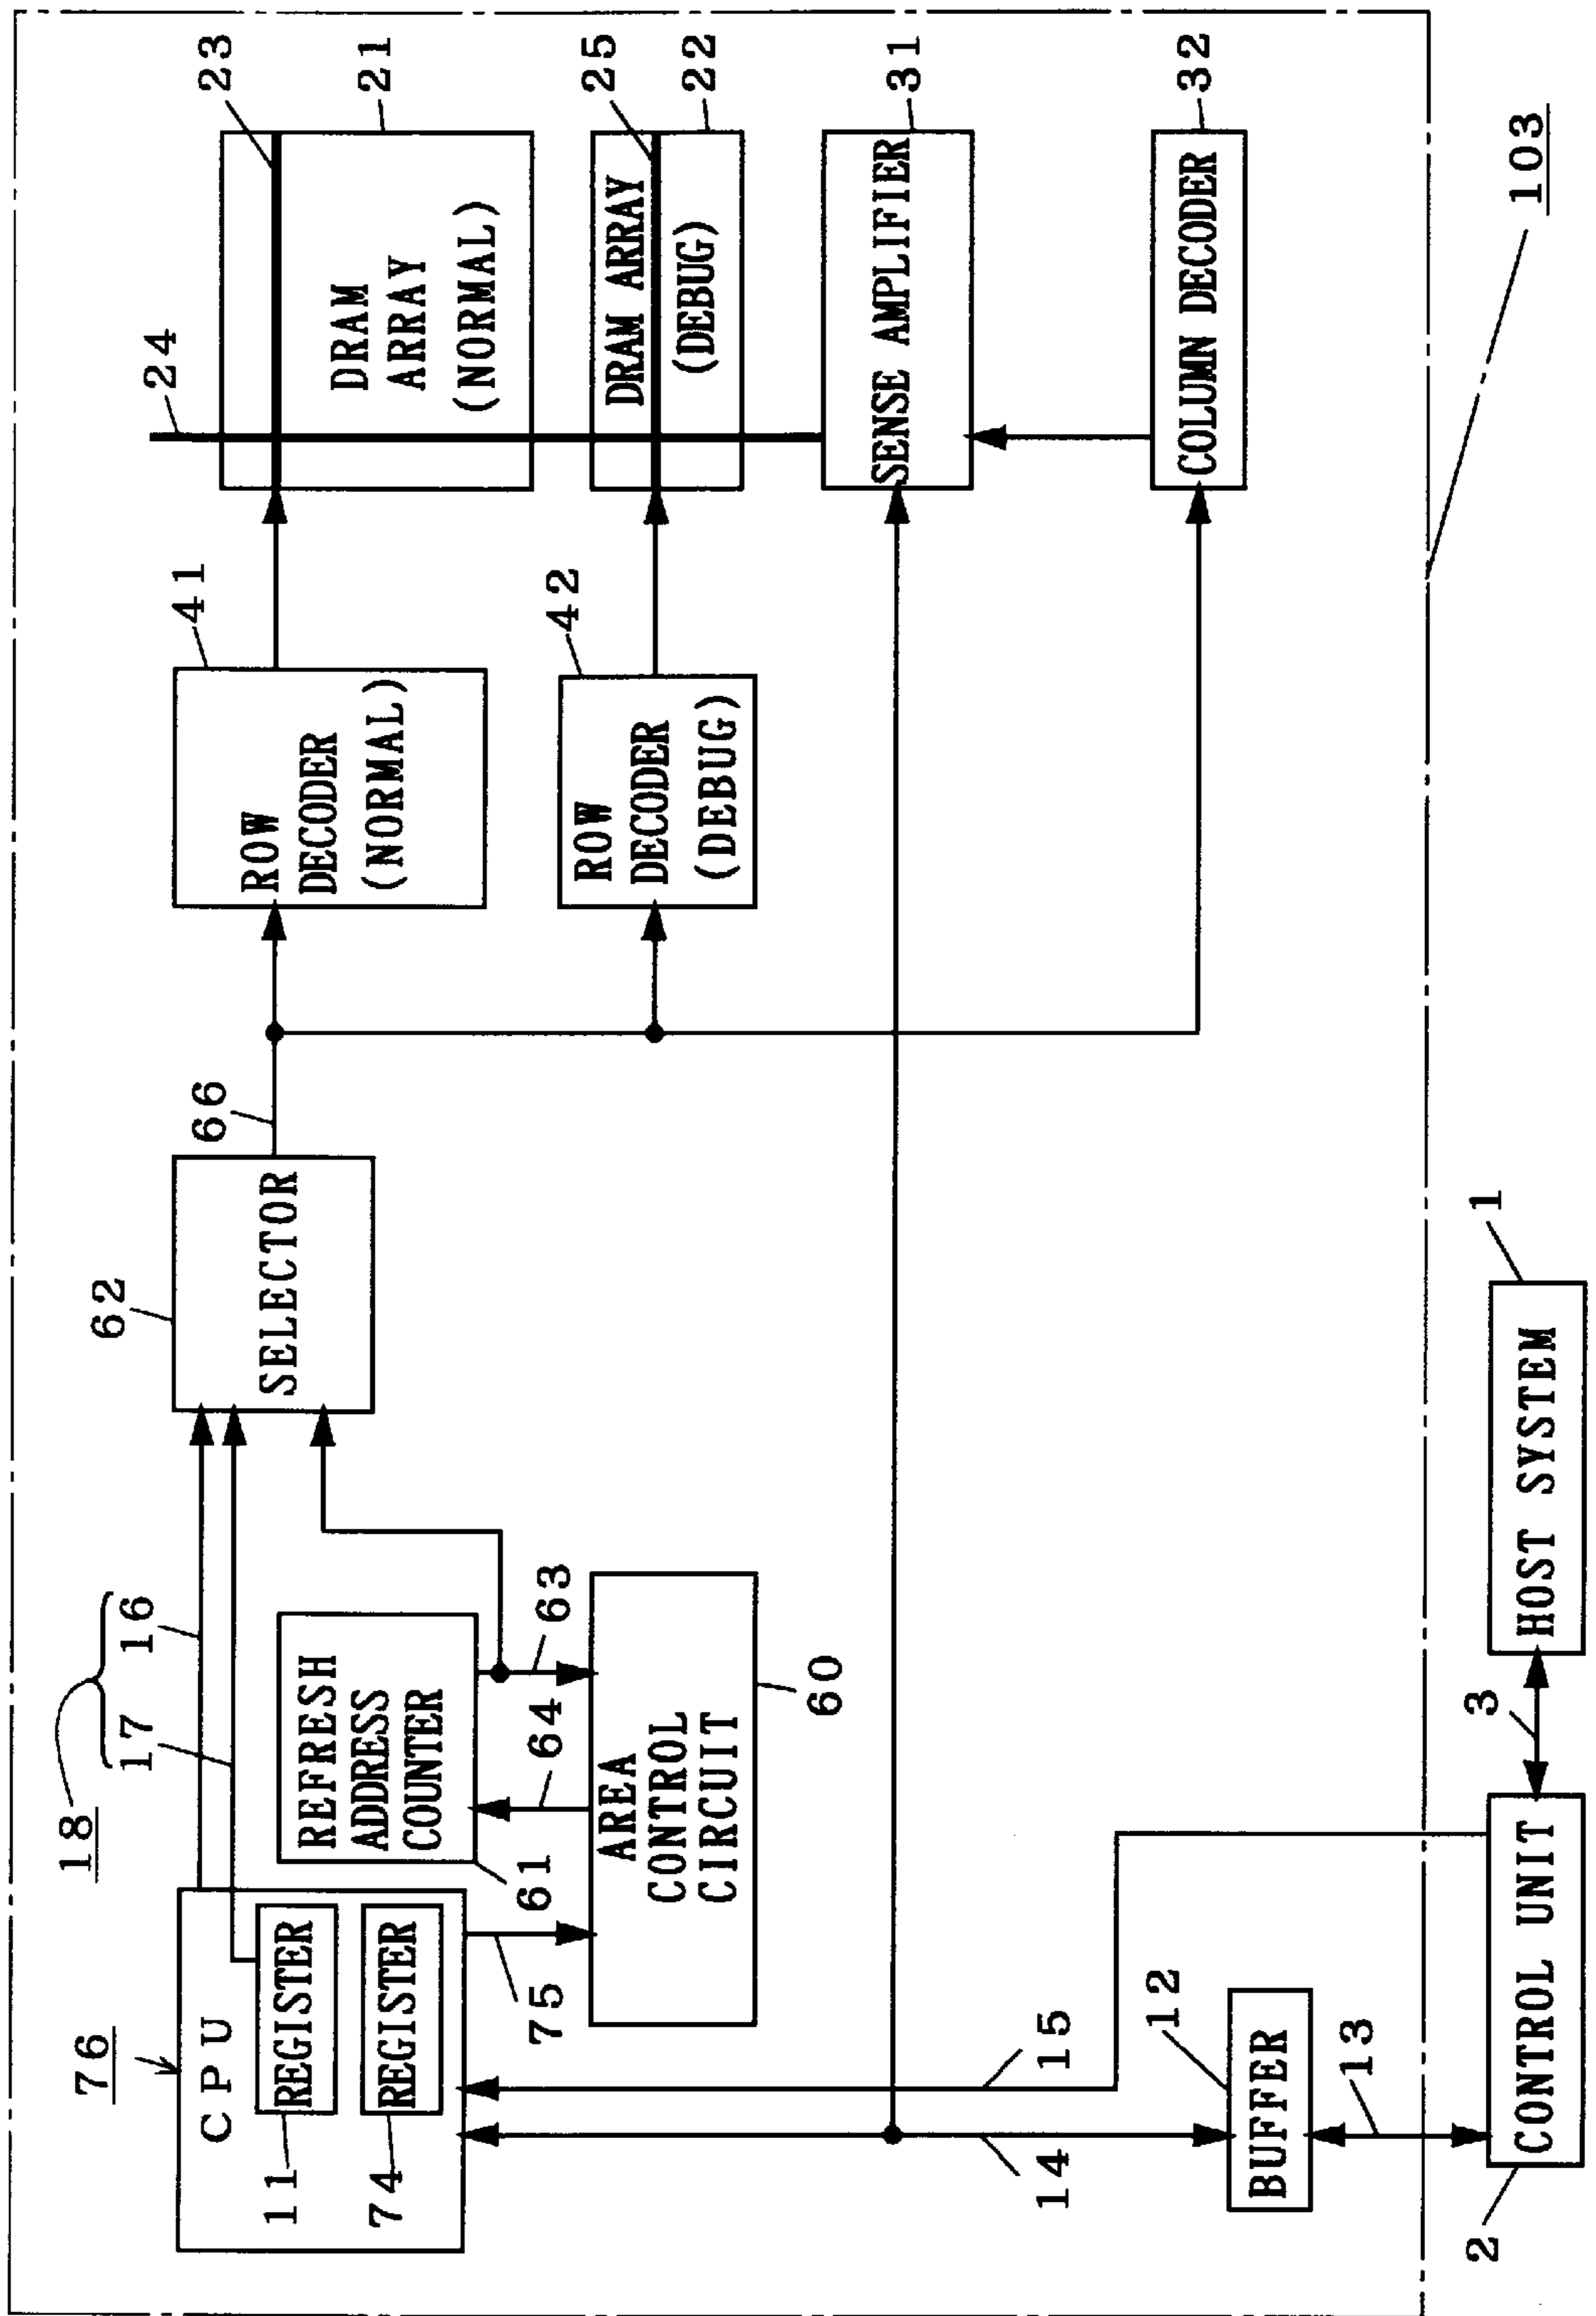 18
16
17
76
CPU
11
REGISTER
74
REGISTER
75
REFRESH
ADDRESS
COUNTER
61
63
64
AREA
CONTROL
CIRCUIT
60
62
SELECTOR
66
41
ROW
DECODER
(NORMAL)
42
ROW
DECODER
(DEBUG)
24
23
21
DRAM
ARRAY
(NORMAL)
25
22
DRAM ARRAY
(DEBUG)
SENSE AMPLIFIER
31
COLUMN DECODER
32
14
15
12
BUFFER
13
103
2
CONTROL UNIT
3
HOST SYSTEM
1